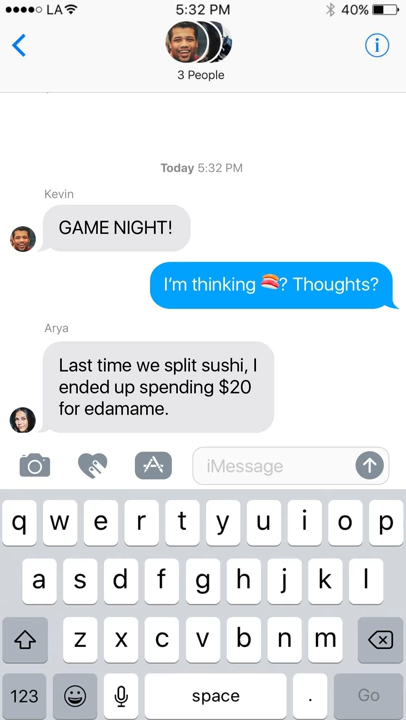 LA 5:32 PM 40%
3 People
Today 5:32 PM
Kevin
GAME NIGHT!
I'm thinking 🍣? Thoughts?
Arya
Last time we split sushi, I
ended up spending $20
for edamame.
iMessage
q w e r t y u i o p
a s d f g h j k l
z x c v b n m
123 space . Go